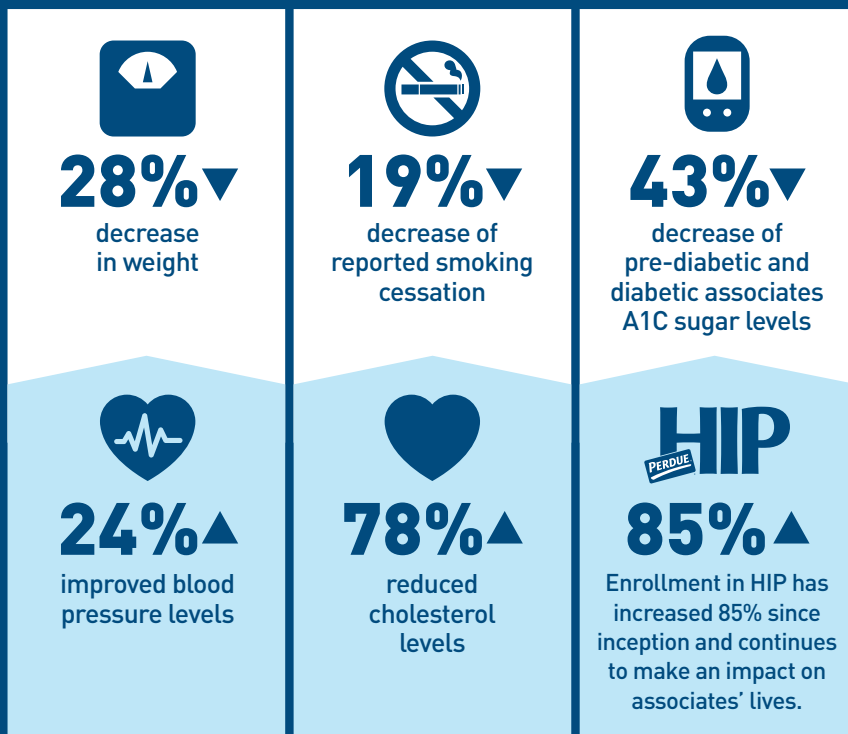 28%▼
decrease
in weight
19%▼
decrease of
reported smoking
cessation
43%▼
decrease of
pre-diabetic and
diabetic associates
A1C sugar levels
24%▲
improved blood
pressure levels
78%▲
reduced
cholesterol
levels
HIP
PERDUE
85%▲
Enrollment in HIP has
increased 85% since
inception and continues
to make an impact on
associates’ lives.